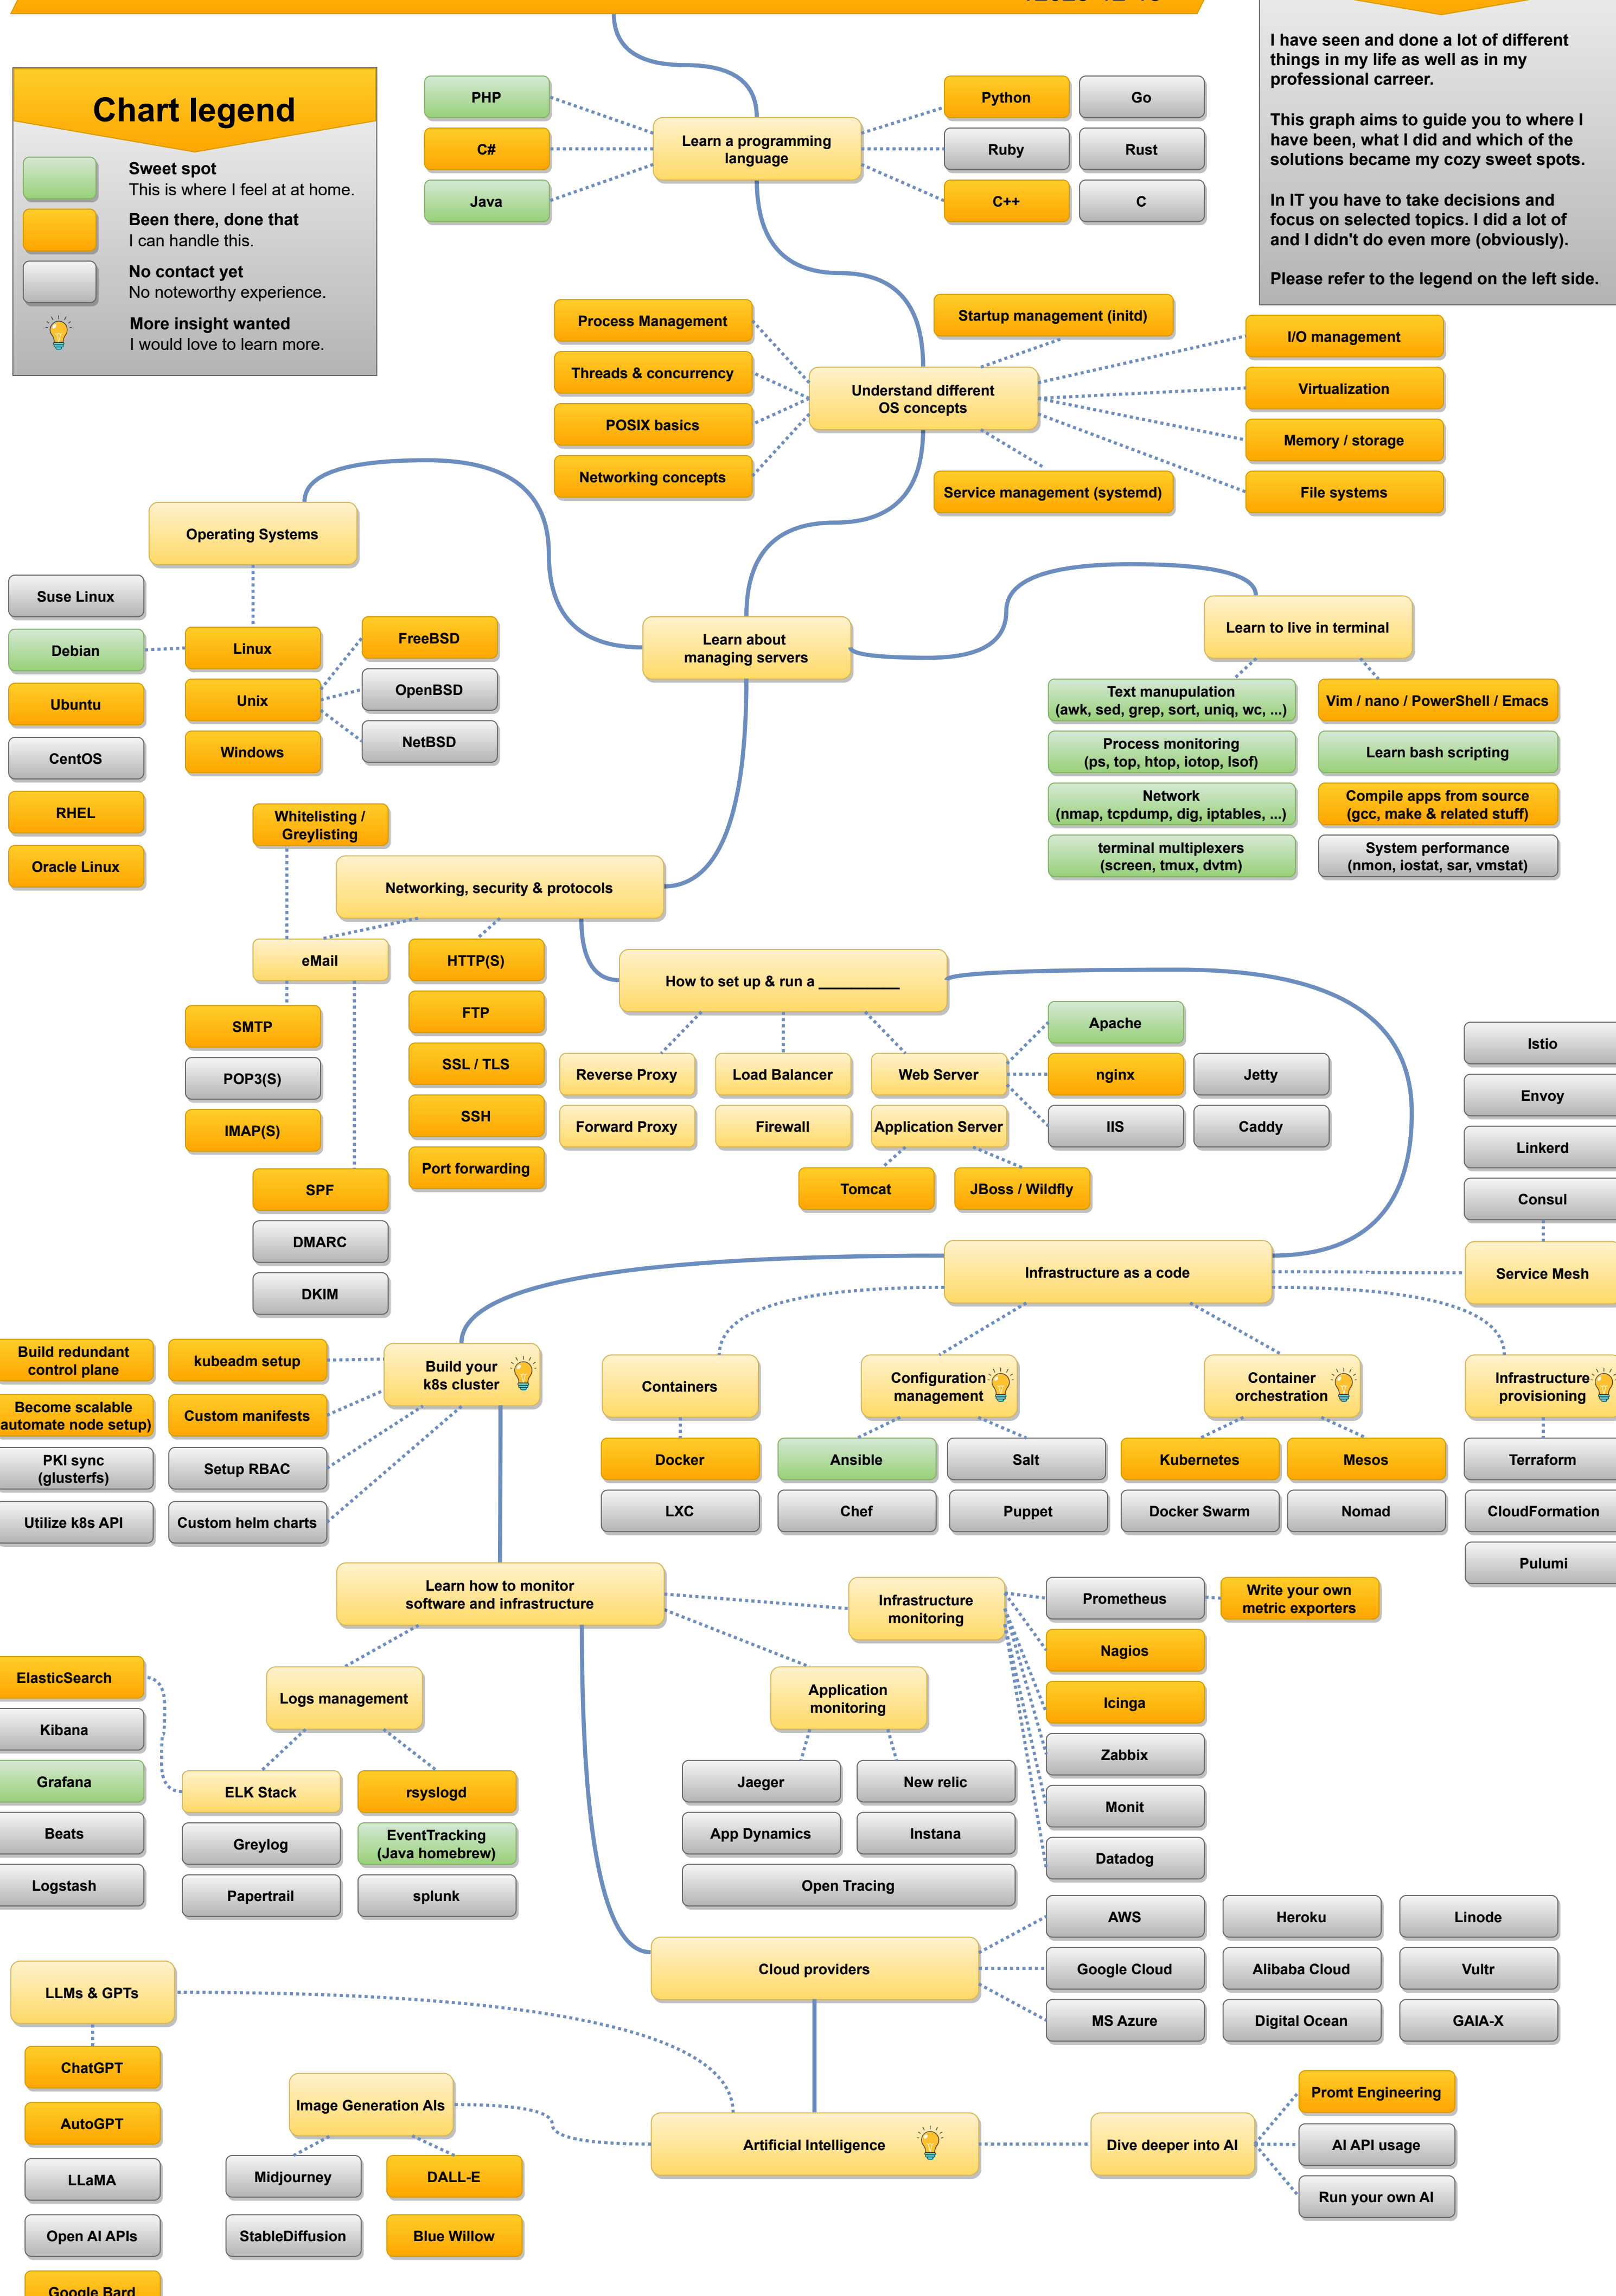 Chart legend
Sweet spot
This is where I feel at at home.
Been there, done that
I can handle this.
No contact yet
No noteworthy experience.
More insight wanted
I would love to learn more.
I have seen and done a lot of different
things in my life as well as in my
professional carreer.
This graph aims to guide you to where I
have been, what I did and which of the
solutions became my cozy sweet spots.
In IT you have to take decisions and
focus on selected topics. I did a lot of
and I didn't do even more (obviously).
Please refer to the legend on the left side.
PHP
C#
Java
Learn a programming
language
Python
Go
Ruby
Rust
C++
C
Process Management
Threads & concurrency
POSIX basics
Networking concepts
Startup management (initd)
Understand different
OS concepts
Service management (systemd)
I/O management
Virtualization
Memory / storage
File systems
Operating Systems
Suse Linux
Debian
Ubuntu
CentOS
RHEL
Oracle Linux
Linux
Unix
Windows
FreeBSD
OpenBSD
NetBSD
Learn about
managing servers
Learn to live in terminal
Text manupulation
(awk, sed, grep, sort, uniq, wc, ...)
Process monitoring
(ps, top, htop, iotop, lsof)
Network
(nmap, tcpdump, dig, iptables, ...)
terminal multiplexers
(screen, tmux, dvtm)
Vim / nano / PowerShell / Emacs
Learn bash scripting
Compile apps from source
(gcc, make & related stuff)
System performance
(nmon, iostat, sar, vmstat)
Whitelisting /
Greylisting
Networking, security & protocols
eMail
SMTP
POP3(S)
IMAP(S)
SPF
DMARC
DKIM
HTTP(S)
FTP
SSL / TLS
SSH
Port forwarding
How to set up & run a __________
Reverse Proxy
Forward Proxy
Load Balancer
Firewall
Web Server
Application Server
Tomcat
JBoss / Wildfly
Apache
nginx
IIS
Jetty
Caddy
Istio
Envoy
Linkerd
Consul
Service Mesh
Infrastructure as a code
Build redundant
control plane
Become scalable
automate node setup)
PKI sync
(glusterfs)
Utilize k8s API
kubeadm setup
Custom manifests
Setup RBAC
Custom helm charts
Build your
k8s cluster
Containers
Docker
LXC
Configuration
management
Ansible
Salt
Chef
Puppet
Container
orchestration
Kubernetes
Mesos
Docker Swarm
Nomad
Infrastructure
provisioning
Terraform
CloudFormation
Pulumi
Learn how to monitor
software and infrastructure
Infrastructure
monitoring
Prometheus
Write your own
metric exporters
Nagios
Icinga
Zabbix
Monit
Datadog
Application
monitoring
Jaeger
New relic
App Dynamics
Instana
Open Tracing
Logs management
ElasticSearch
Kibana
Grafana
Beats
Logstash
ELK Stack
Greylog
Papertrail
rsyslogd
EventTracking
(Java homebrew)
splunk
Cloud providers
AWS
Heroku
Linode
Google Cloud
Alibaba Cloud
Vultr
MS Azure
Digital Ocean
GAIA-X
LLMs & GPTs
ChatGPT
AutoGPT
LLaMA
Open AI APIs
Google Bard
Image Generation AIs
Midjourney
DALL-E
StableDiffusion
Blue Willow
Artificial Intelligence
Dive deeper into AI
Promt Engineering
AI API usage
Run your own AI